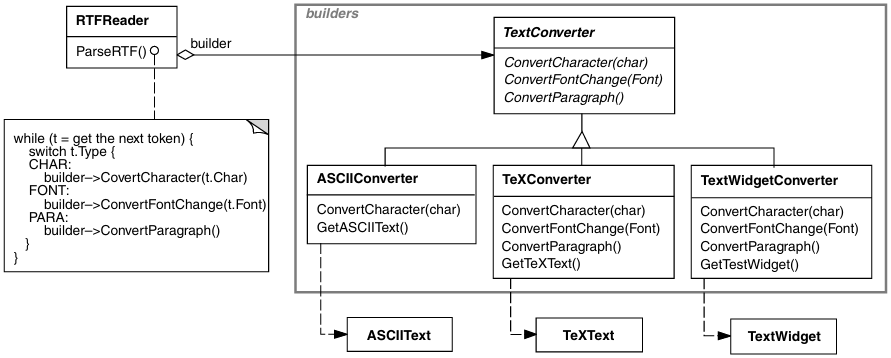 RTFReader
ParseRTF()
builder
while (t = get the next token) {
switch t.Type {
CHAR:
builder–>CovertCharacter(t.Char)
FONT:
builder–>ConvertFontChange(t.Font)
PARA:
builder–>ConvertParagraph()
}
}
builders
TextConverter
ConvertCharacter(char)
ConvertFontChange(Font)
ConvertParagraph()
ASCIIConverter
ConvertCharacter(char)
GetASCIIText()
TeXConverter
ConvertCharacter(char)
ConvertFontChange(Font)
ConvertParagraph()
GetTeXText()
TextWidgetConverter
ConvertCharacter(char)
ConvertFontChange(Font)
ConvertParagraph()
GetTestWidget()
ASCIIText
TeXText
TextWidget